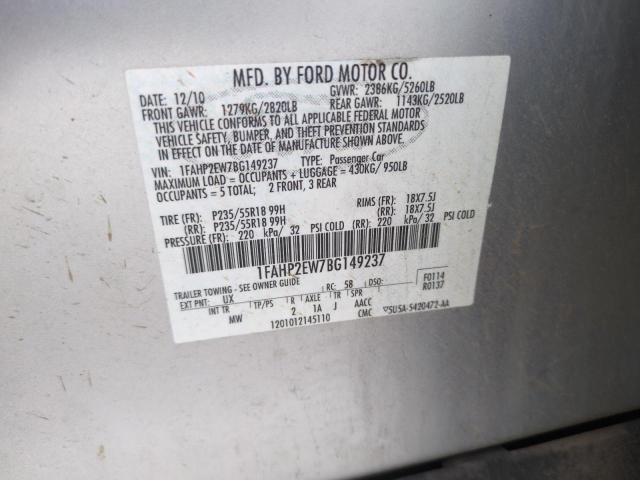 MFD. BY FORD MOTOR CO.
DATE: 12/10 GVWR: 2386KG/5260LB
FRONT GAWR: 1279KG/2820LB REAR GAWR: 1143KG/2520LB
THIS VEHICLE CONFORMS TO ALL APPLICABLE FEDERAL MOTOR
VEHICLE SAFETY, BUMPER, AND THEFT PREVENTION STANDARDS
IN EFFECT ON THE DATE OF MANUFACTURE SHOWN ABOVE.
VIN: 1FAHP2EW7BG149237 TYPE: Passenger Car
MAXIMUM LOAD = OCCUPANTS + LUGGAGE = 430KG/ 950LB
OCCUPANTS = 5 TOTAL; 2 FRONT, 3 REAR
TIRE (FR): P235/55R18 99H RIMS (FR): 18X7.5J
(RR): P235/55R18 99H (RR): 18X7.5J
PRESSURE (FR): 220 kPa/ 32 PSI COLD (RR): 220 kPa/ 32 PSI COLD
1FAHP2EW7BG149237
TRAILER TOWING - SEE OWNER GUIDE
EXT PNT: UX RC: 58 DSO: F0114
INT TR TP/PS R AXLE TR SPR R0137
MW 2 1A J AACC
1201012145110 CMC 5U5A-5420472-AA